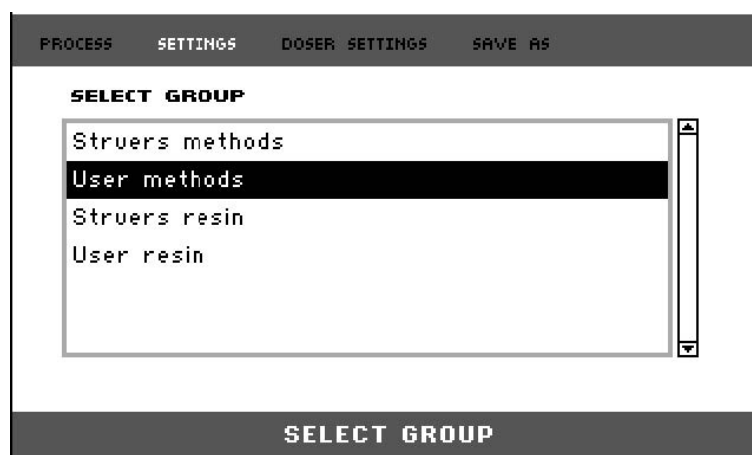 PROCESS SETTINGS DOSER SETTINGS SAVE AS
SELECT GROUP
Struers methods
User methods
Struers resin
User resin
SELECT GROUP